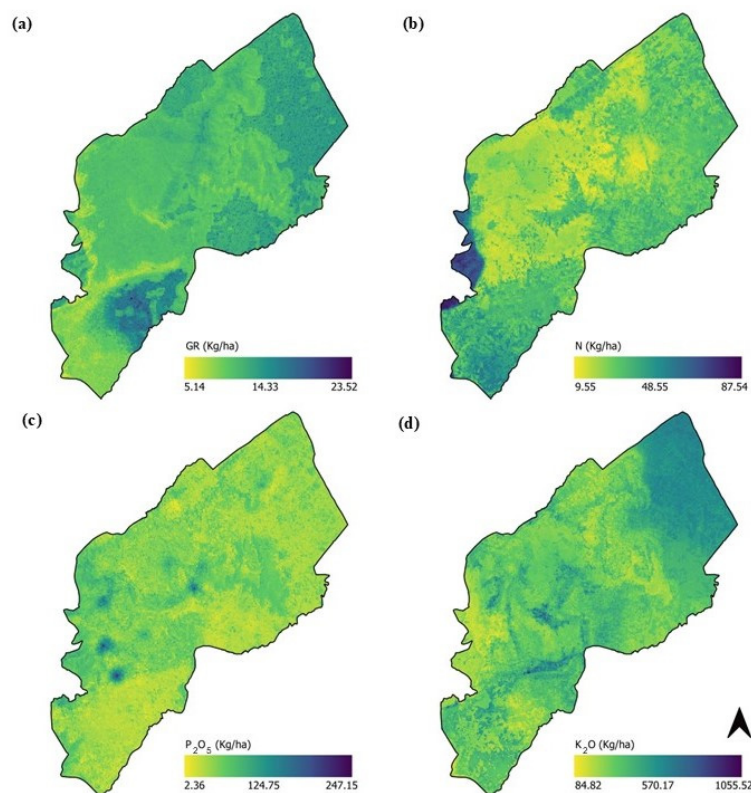 (a)
(b)
GR (Kg/ha)
5.14 14.33 23.52
N (Kg/ha)
9.55 48.55 87.54
(c)
(d)
P₂O₅ (Kg/ha)
2.36 124.75 247.15
K₂O (Kg/ha)
84.82 570.17 1055.52